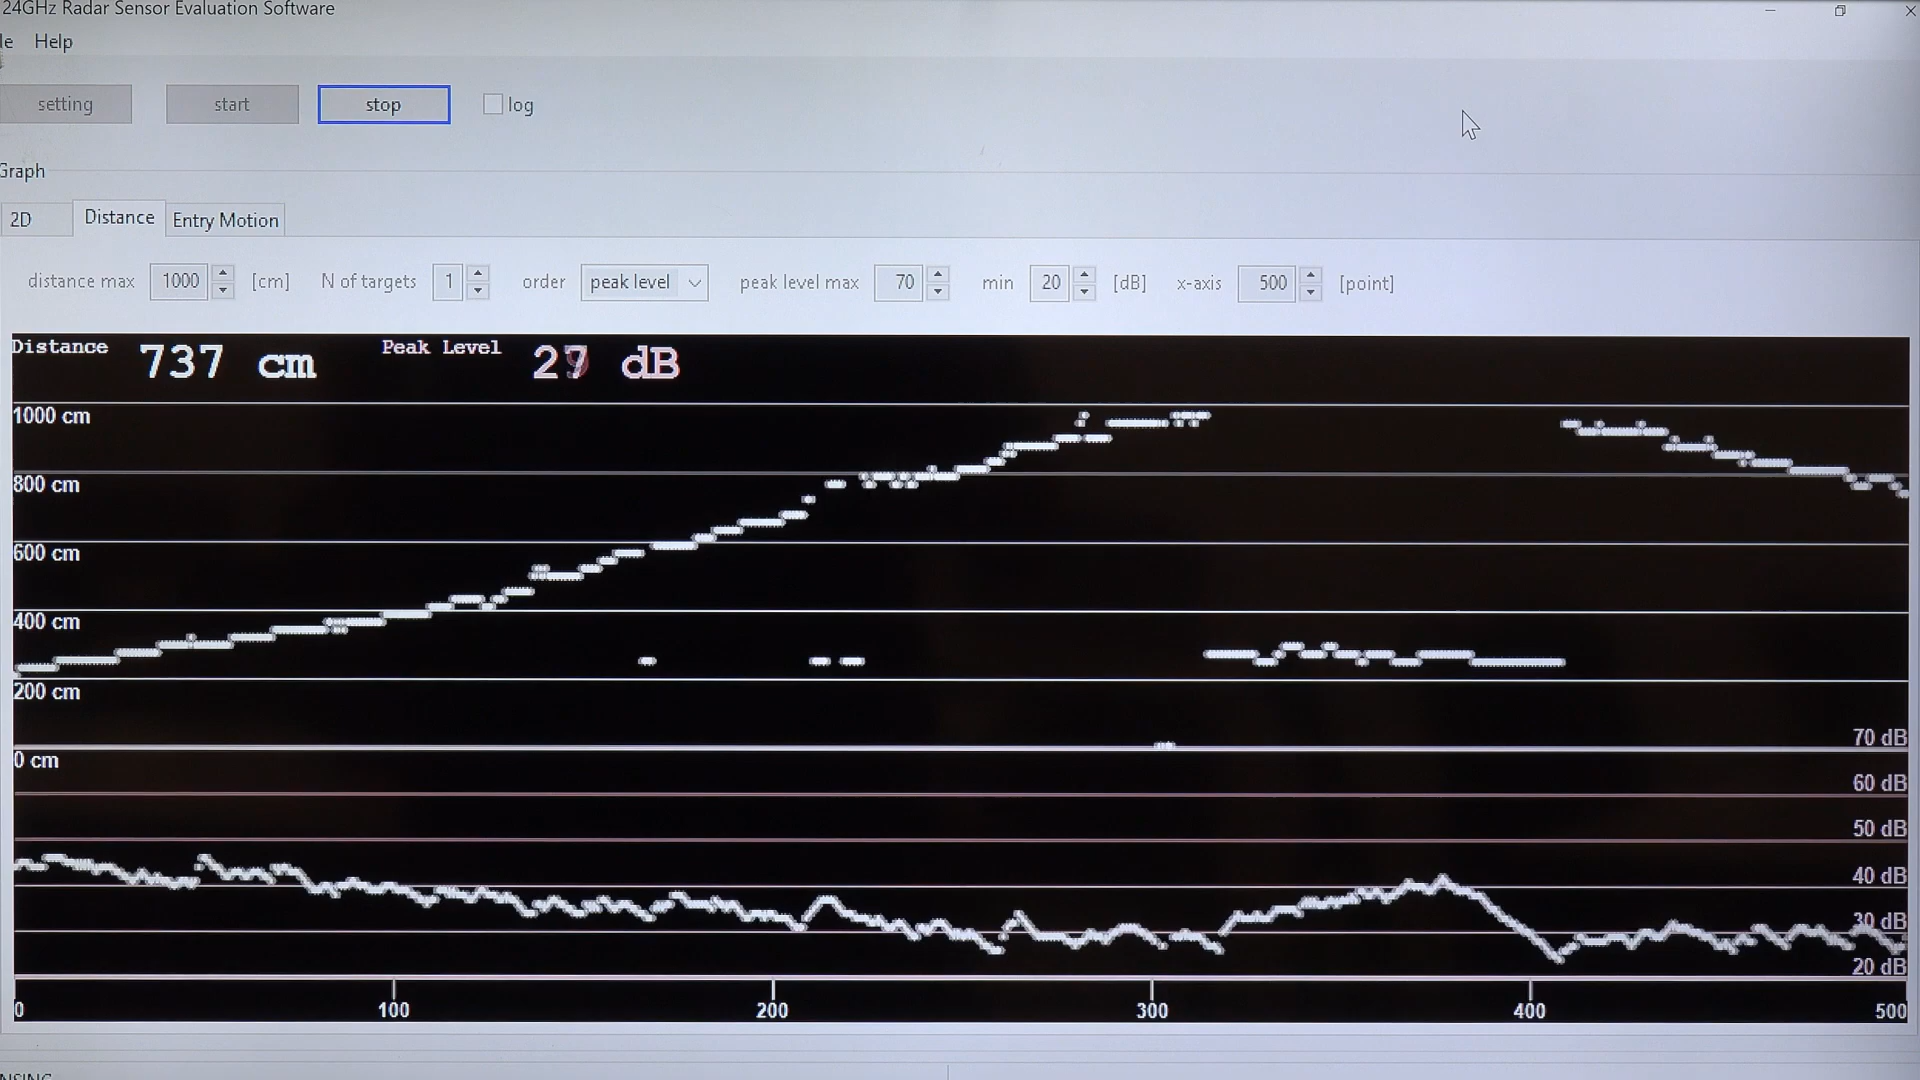 24GHz Radar Sensor Evaluation Software
le Help
setting start stop log
Graph
2D Distance Entry Motion
distance max 1000 [cm] N of targets 1 order peak level peak level max 70 min 20 [dB] x-axis 500 [point]
Distance 737 cm Peak Level dB
1000 cm
800 cm
600 cm
400 cm
200 cm
70 dB
0 cm
60 dB
50 dB
40 dB
30 dB
20 dB
0 100 200 300 400 500
NSING